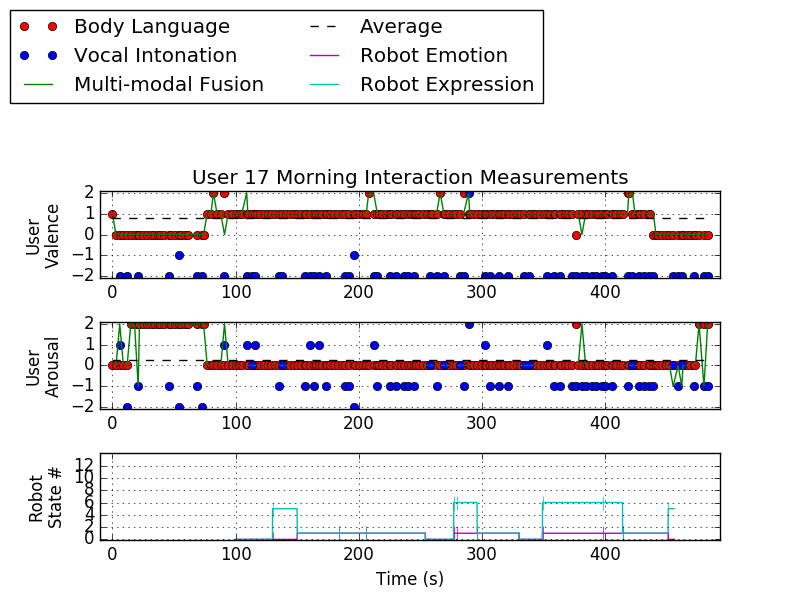 Body Language
Vocal Intonation
Multi-modal Fusion
Average
Robot Emotion
Robot Expression
User 17 Morning Interaction Measurements
User
Valence
2
1
0
−1
−2
0 100 200 300 400
User
Arousal
2
1
0
−1
−2
0 100 200 300 400
Robot
State #
12
10
8
6
4
2
0
0 100 200 300 400
Time (s)